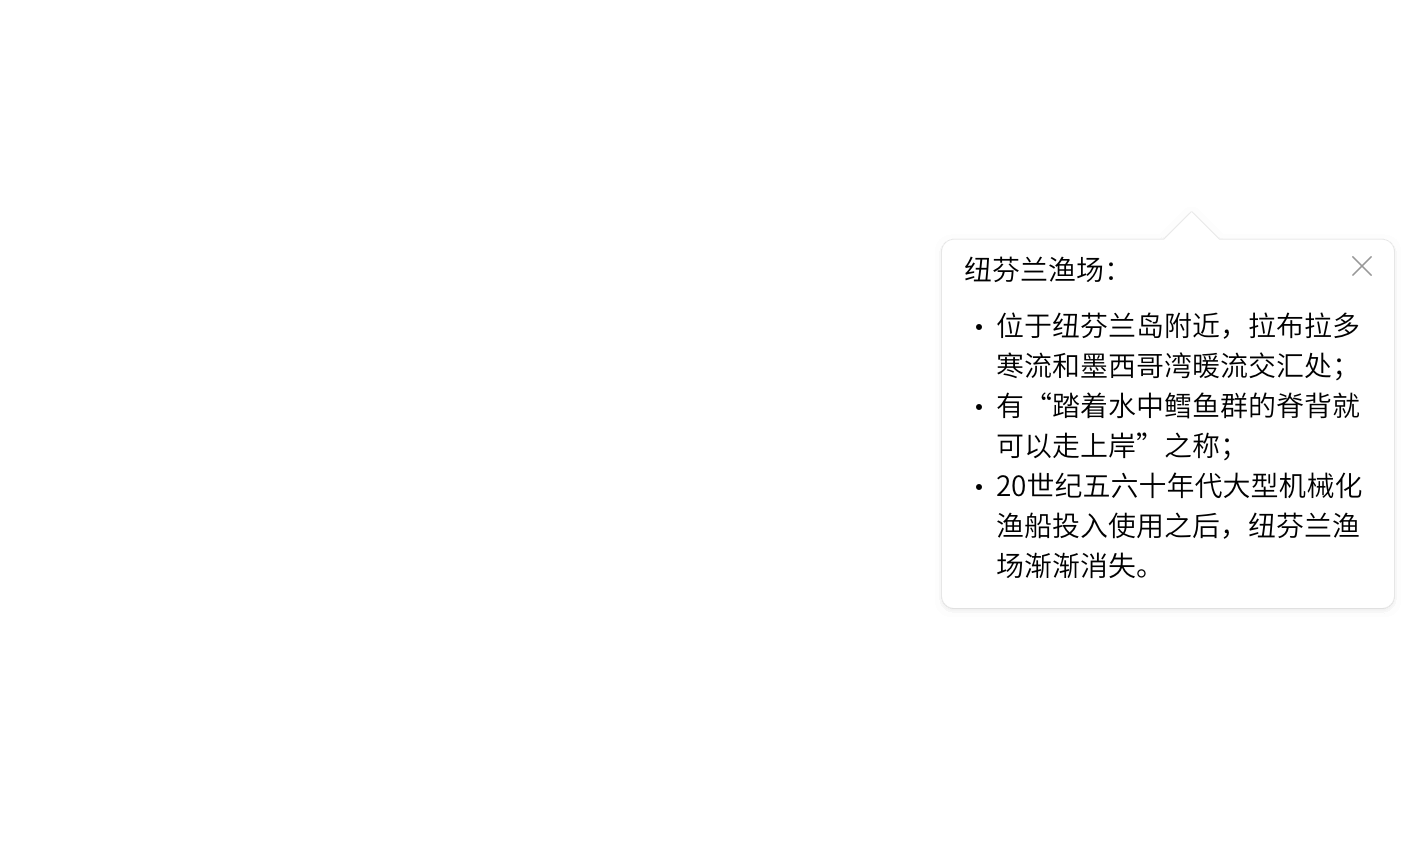 纽芬兰渔场：
• 位于纽芬兰岛附近，拉布拉多
寒流和墨西哥湾暖流交汇处；
• 有“踏着水中鳕鱼群的脊背就
可以走上岸”之称；
• 20世纪五六十年代大型机械化
渔船投入使用之后，纽芬兰渔
场渐渐消失。